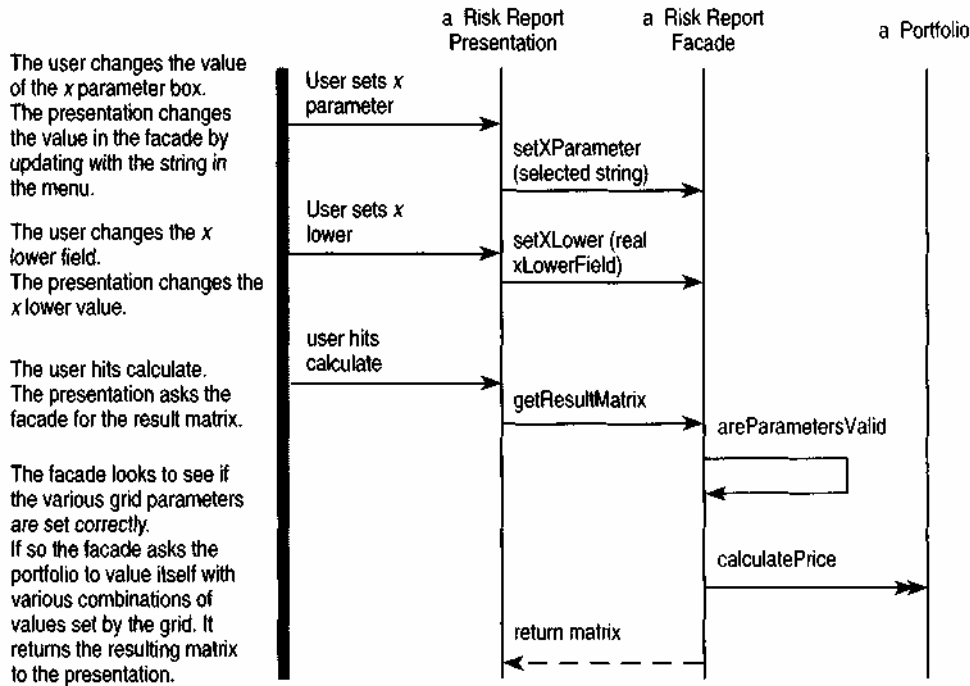 a Risk Report
Presentation
a Risk Report
Facade
a Portfolio
The user changes the value
of the x parameter box.
The presentation changes
the value in the facade by
updating with the string in
the menu.
User sets x
parameter
setXParameter
(selected string)
The user changes the x
lower field.
The presentation changes the
x lower value.
User sets x
lower
setXLower (real
xLowerField)
The user hits calculate.
The presentation asks the
facade for the result matrix.
user hits
calculate
getResultMatrix
areParametersValid
The facade looks to see if
the various grid parameters
are set correctly.
If so the facade asks the
portfolio to value itself with
various combinations of
values set by the grid. It
returns the resulting matrix
to the presentation.
calculatePrice
return matrix